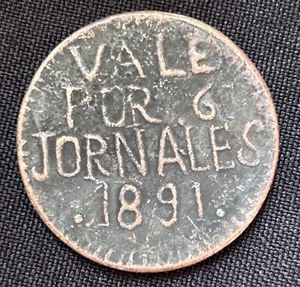 VALE
POR 6
JORNALES
.1891.